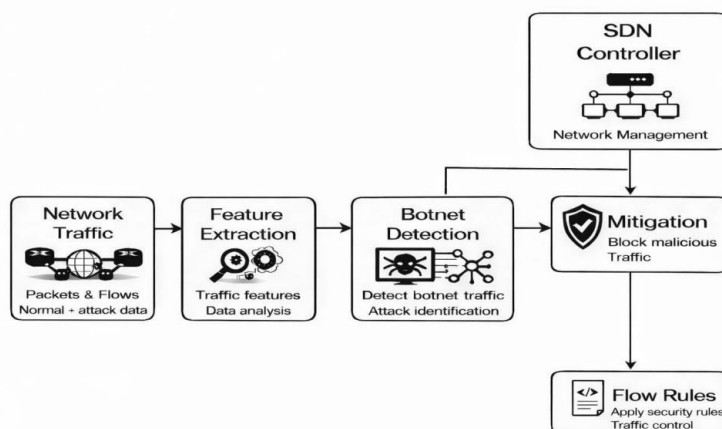 SDN
Controller
Network Management
Network
Traffic
Packets & Flows
Normal + attack data
Feature
Extraction
Traffic features
Data analysis
Botnet
Detection
Detect botnet traffic
Attack identification
Mitigation
Block malicious
Traffic
</> Flow Rules
Apply security rules
Traffic control